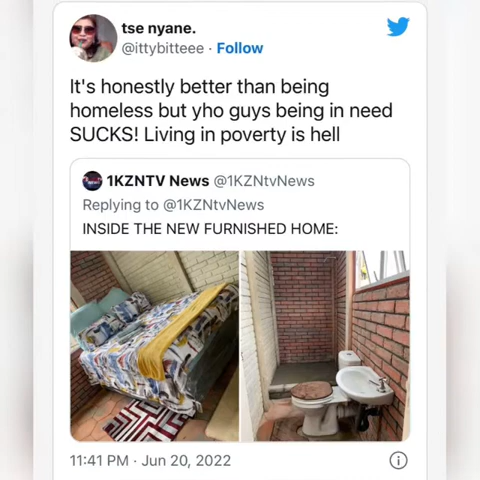 tse nyane.
@ittybitteee · Follow
It's honestly better than being
homeless but yho guys being in need
SUCKS! Living in poverty is hell
1KZNTV News @1KZNtvNews
Replying to @1KZNtvNews
INSIDE THE NEW FURNISHED HOME:
11:41 PM · Jun 20, 2022